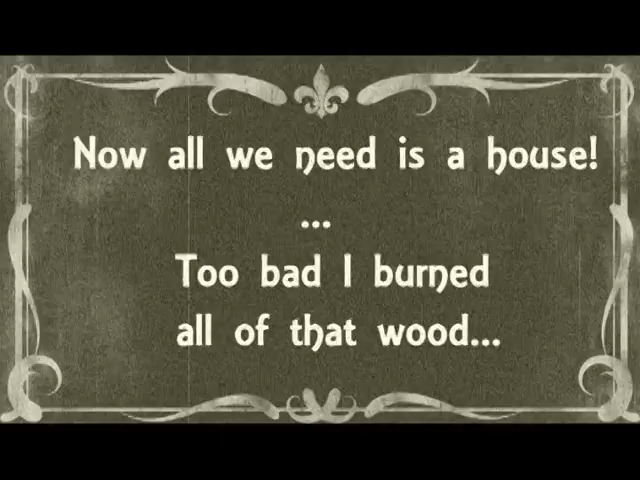 Now all we need is a house!
...
Too bad I burned
all of that wood...